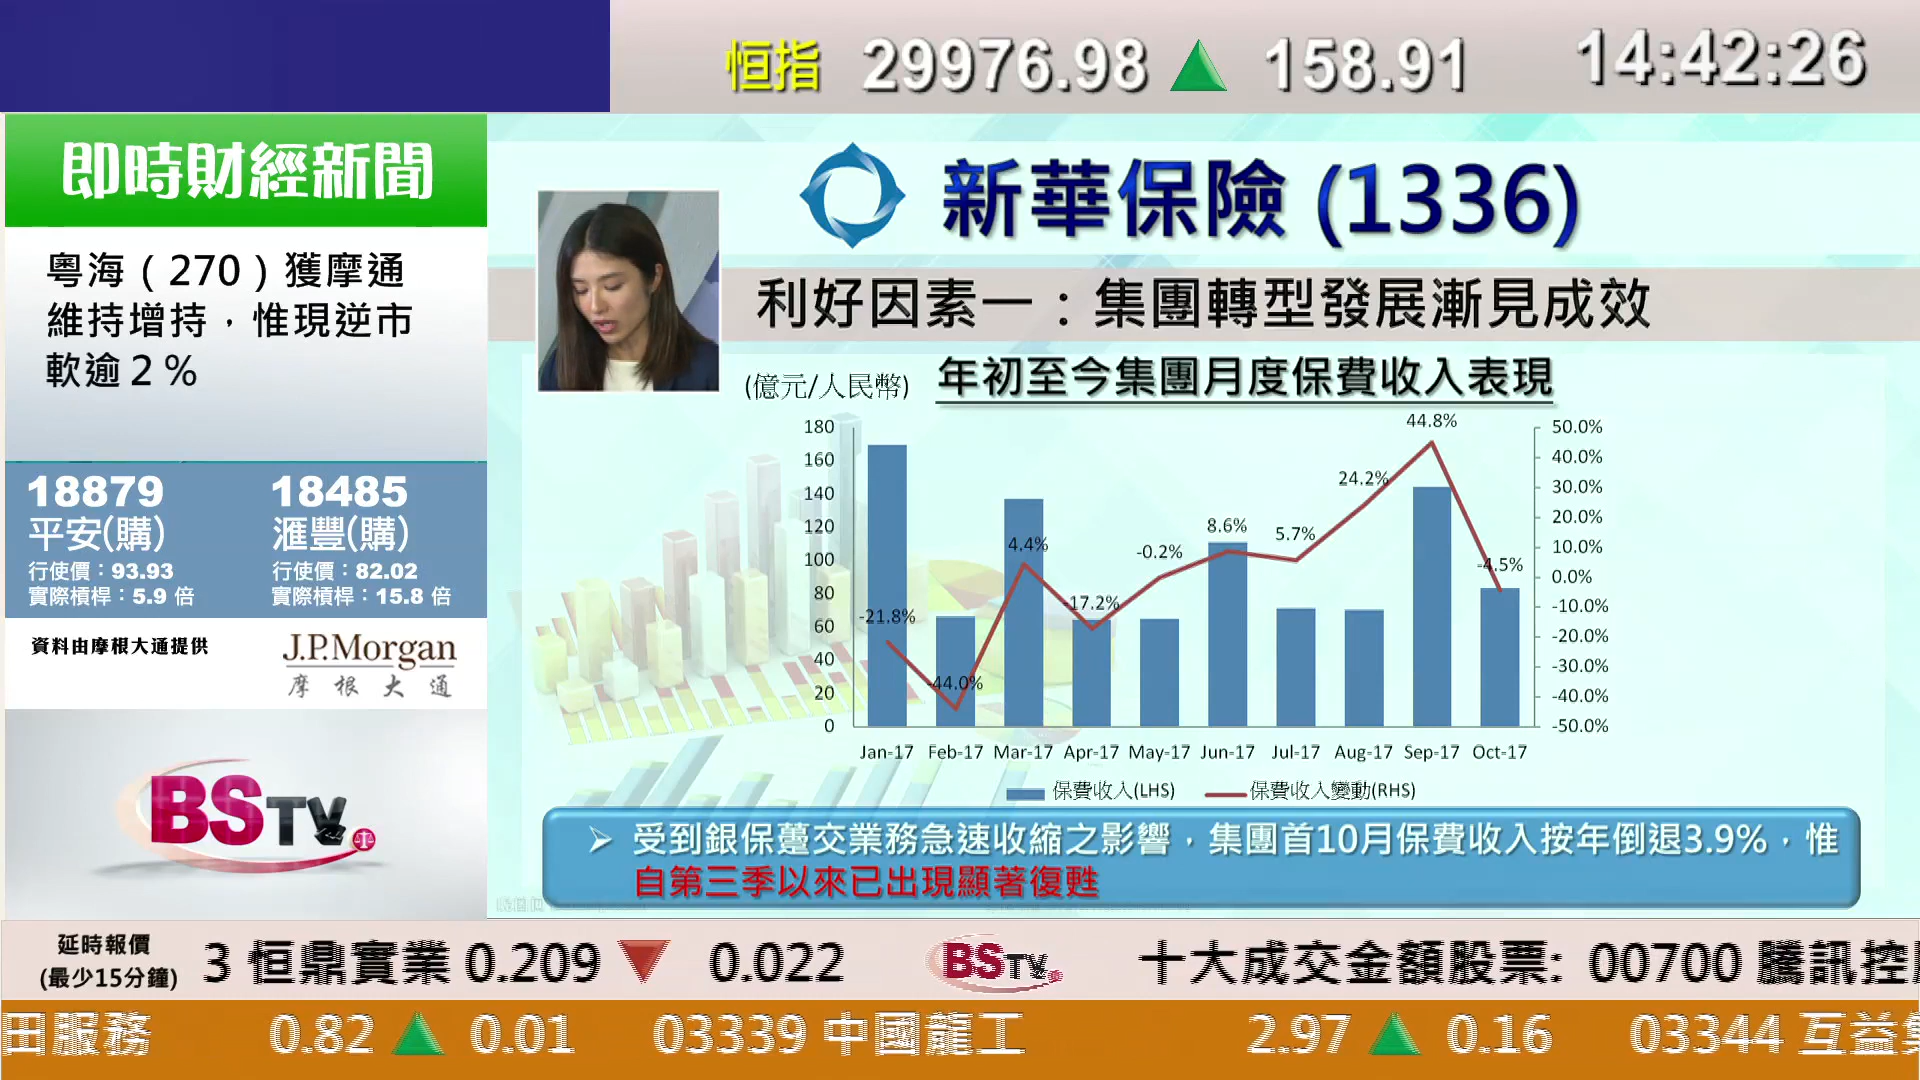 恒指 29976.98 ▲ 158.91 14:42:26
即時財經新聞
粵海（270）獲摩通
維持增持，惟現逆市
軟逾2%
18879
平安(購)
行使價：93.93
實際槓桿：5.9 倍
18485
滙豐(購)
行使價：82.02
實際槓桿：15.8 倍
資料由摩根大通提供
J.P.Morgan
摩根大通
BSTV
新華保險 (1336)
利好因素一：集團轉型發展漸見成效
年初至今集團月度保費收入表現
(億元/人民幣)
180
160
140
120
100
80
60
40
20
0
50.0%
40.0%
30.0%
20.0%
10.0%
0.0%
-10.0%
-20.0%
-30.0%
-40.0%
-50.0%
-21.8%
-44.0%
4.4%
-17.2%
-0.2%
8.6%
5.7%
24.2%
44.8%
-4.5%
Jan-17 Feb-17 Mar-17 Apr-17 May-17 Jun-17 Jul-17 Aug-17 Sep-17 Oct-17
保費收入(LHS) 保費收入變動(RHS)
➢ 受到銀保躉交業務急速收縮之影響，集團首10月保費收入按年倒退3.9%，惟
自第三季以來已出現顯著復甦
延時報價
(最少15分鐘)
3 恒鼎實業 0.209 ▼ 0.022 BSTV 十大成交金額股票: 00700 騰訊控
田服務 0.82 ▲ 0.01 03339 中國龍工 2.97 ▲ 0.16 03344 互益